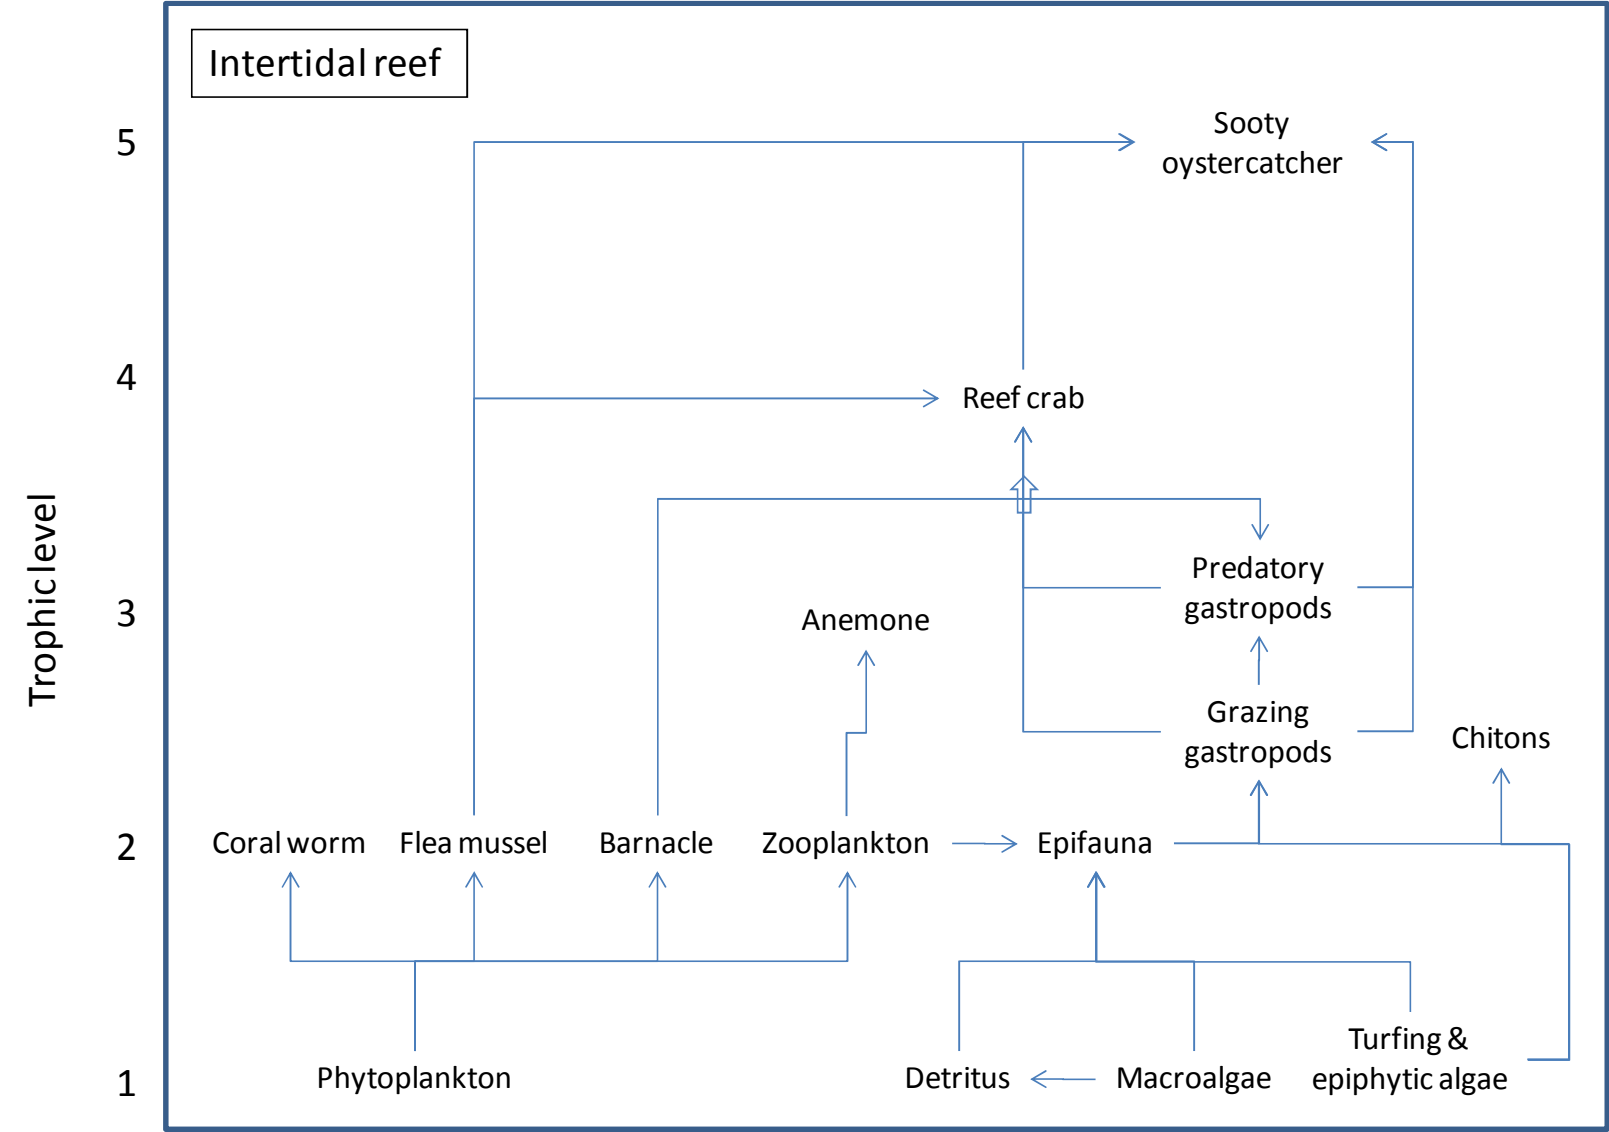 Intertidal reef
Sooty
oystercatcher
5
4
Reef crab
Trophic level
Predatory
gastropods
3
Anemone
Grazing
gastropods
Chitons
2
Coral worm
Flea mussel
Barnacle
Zooplankton
Epifauna
Turfing &
epiphytic algae
1
Phytoplankton
Detritus
Macroalgae